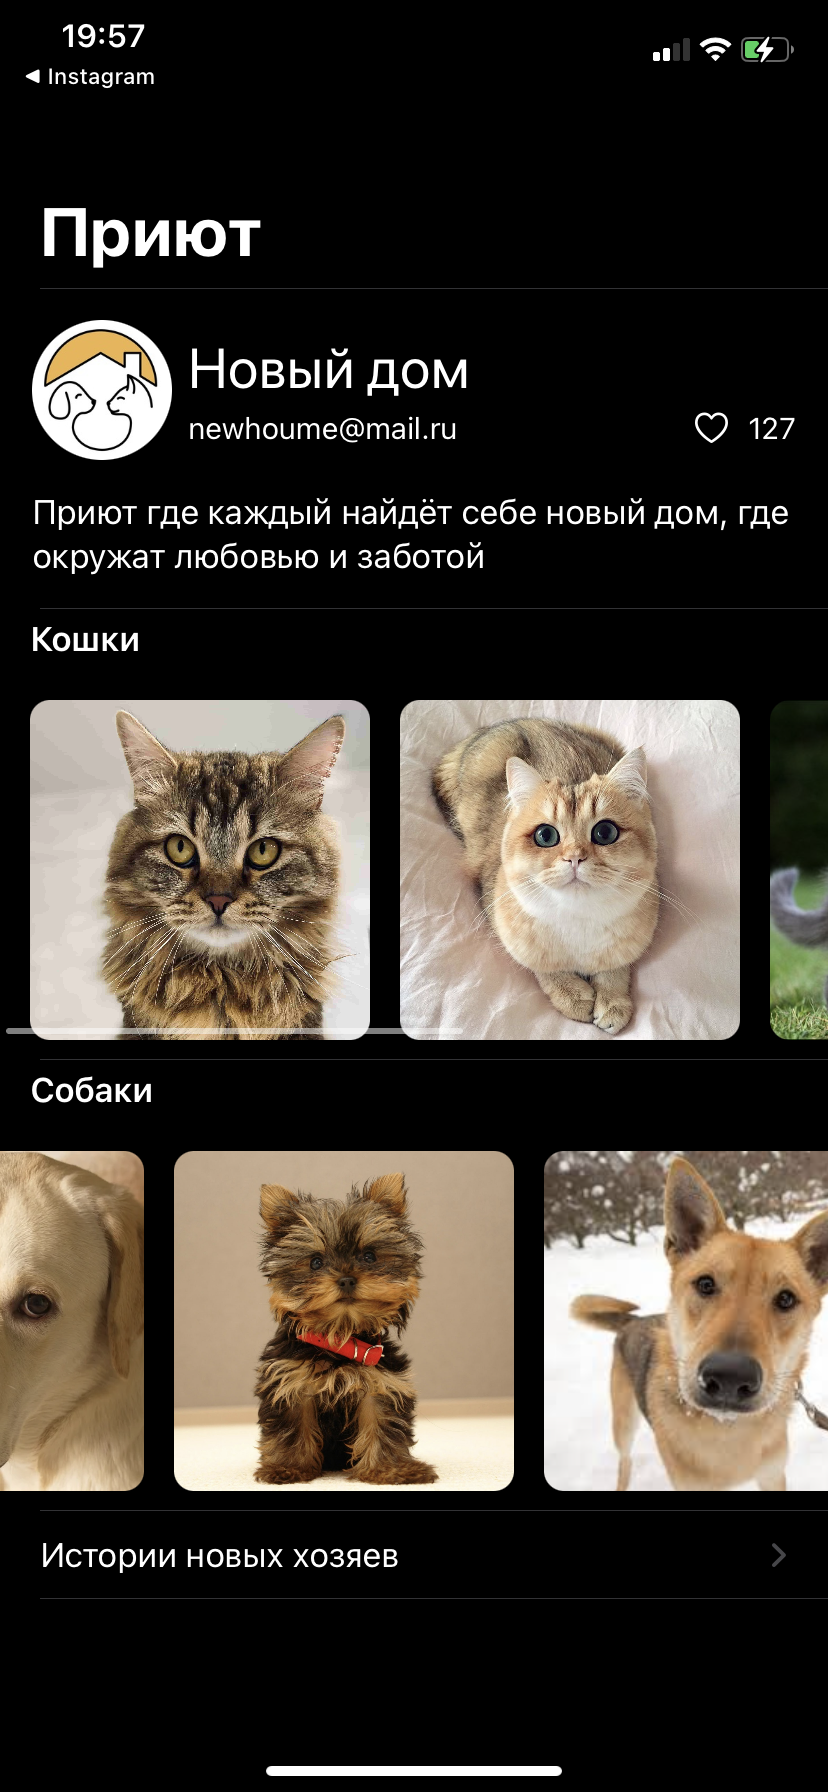 19:57
◀ Instagram
Приют
Новый дом
newhoume@mail.ru
127
Приют где каждый найдёт себе новый дом, где
окружат любовью и заботой
Кошки
Собаки
Истории новых хозяев